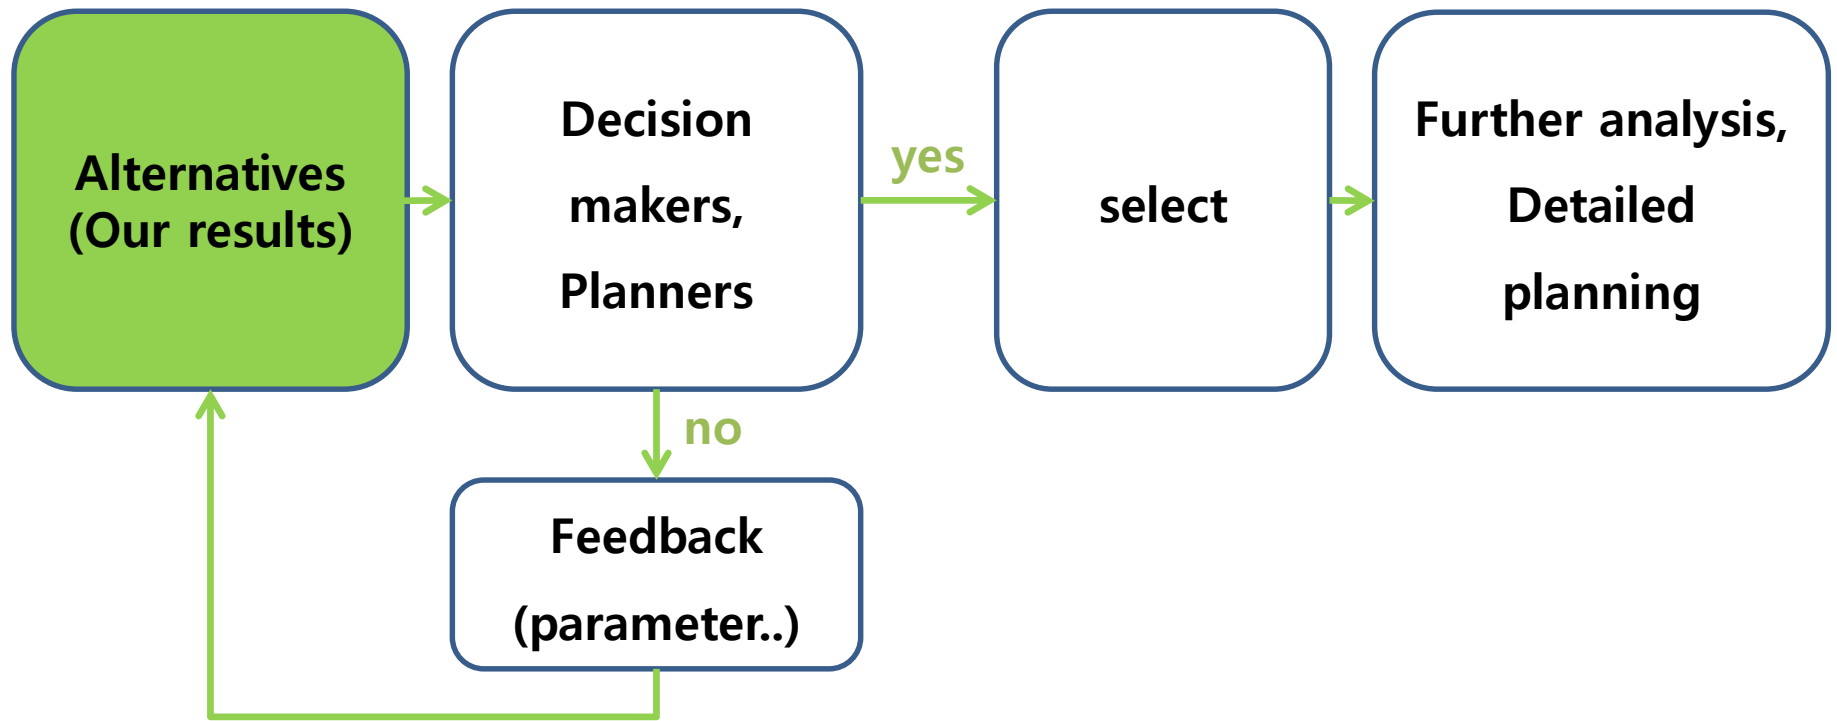 Alternatives
(Our results)
Decision
makers,
Planners
yes
select
Further analysis,
Detailed
planning
no
Feedback
(parameter..)